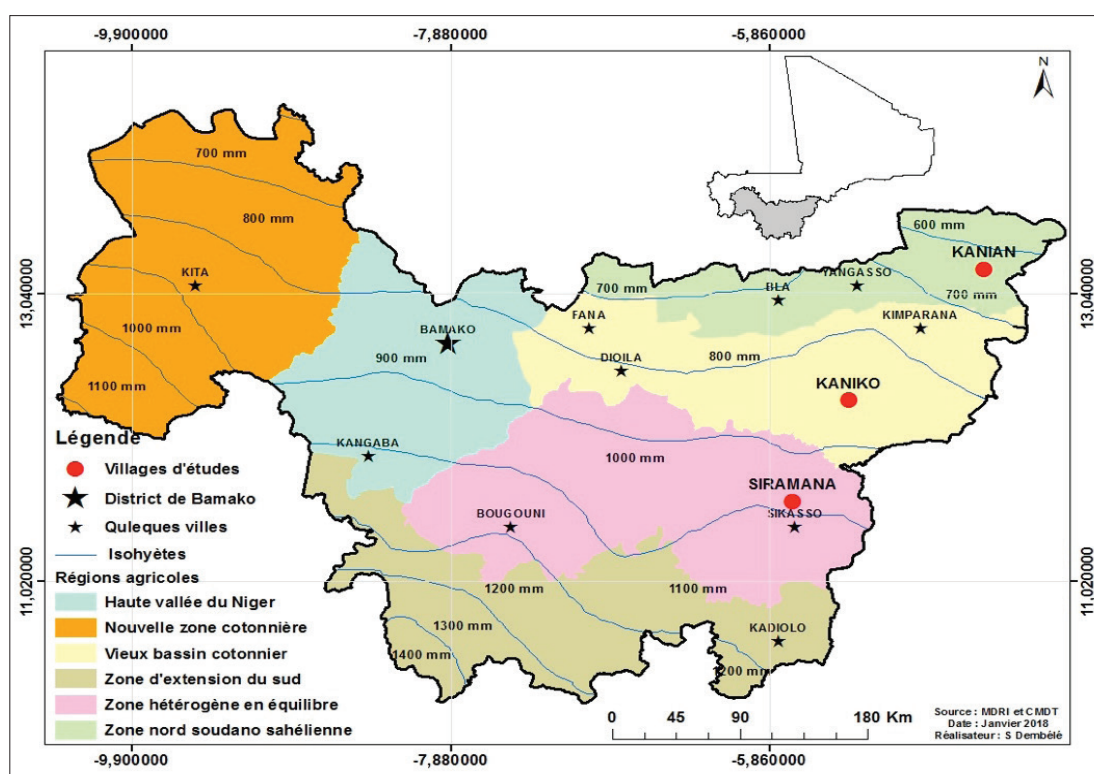 -9,900000
-7,880000
-5,860000
N
700 mm
800 mm
600 mm
KANIAN
KITA
13,040000
13,040000
700 mm
BLA
YANGASSO
700 mm
FANA
KIMPARANA
1000 mm
BAMAKO
900 mm
800 mm
DIOILA
1100 mm
KANIKO
Légende
KANGABA
1000 mm
Villages d'études
SIRAMANA
District de Bamako
BOUGOUNI
SIKASSO
Quleques villes
Isohyètes
Régions agricoles
11,020000
11,020000
1200 mm
1100 mm
Haute vallée du Niger
1300 mm
Nouvelle zone cotonnière
KADIOLO
Vieux bassin cotonnier
1400 mm
1200 mm
Zone d'extension du sud
Zone hétérogène en équilibre
Zone nord soudano sahélienne
0 45 90 180 Km
Source : MDRI et CMDT
Date : Janvier 2018
Réalisateur : S Dembélé
-9,900000
-7,880000
-5,860000